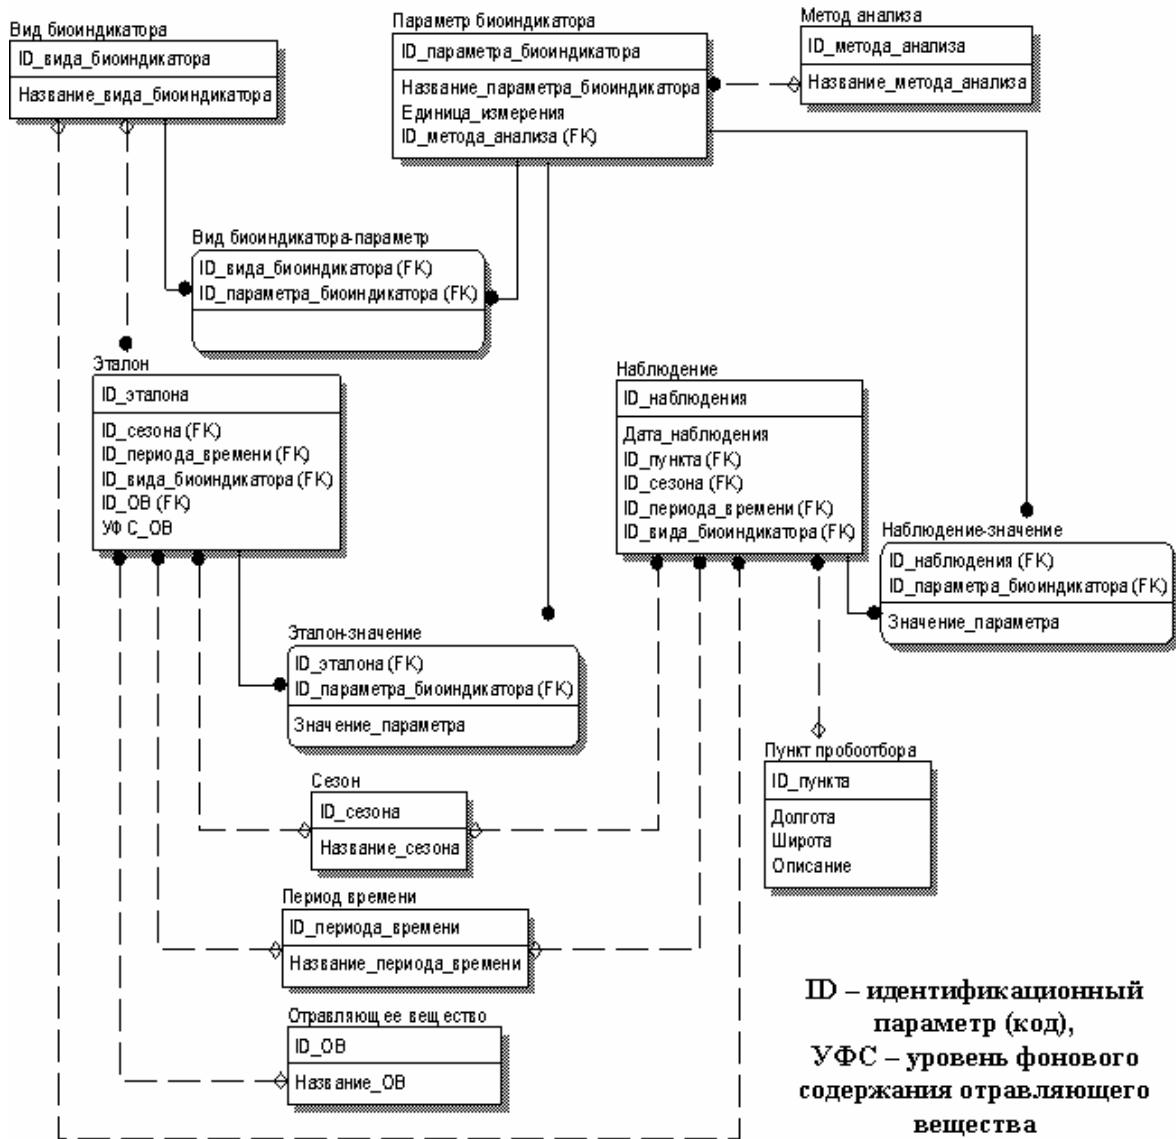 Вид биоиндикатора
ID_вида_биоиндикатора
Название_вида_биоиндикатора
Параметр биоиндикатора
ID_параметра_биоиндикатора
Название_параметра_биоиндикатора
Единица_измерения
ID_метода_анализа (FK)
Метод анализа
ID_метода_анализа
Название_метода_анализа
Вид биоиндикатора-параметр
ID_вида_биоиндикатора (FK)
ID_параметра_биоиндикатора (FK)
Эталон
ID_эталона
ID_сезона (FK)
ID_периода_времени (FK)
ID_вида_биоиндикатора (FK)
ID_ОВ (FK)
УФС_ОВ
Наблюдение
ID_наблюдения
Дата_наблюдения
ID_пункта (FK)
ID_сезона (FK)
ID_периода_времени (FK)
ID_вида_биоиндикатора (FK)
Наблюдение-значение
ID_наблюдения (FK)
ID_параметра_биоиндикатора (FK)
Значение_параметра
Эталон-значение
ID_эталона (FK)
ID_параметра_биоиндикатора (FK)
Значение_параметра
Пункт пробоотбора
ID_пункта
Долгота
Широта
Описание
Сезон
ID_сезона
Название_сезона
Период времени
ID_периода_времени
Название_периода_времени
Отравляющее вещество
ID_ОВ
Название_ОВ
ID – идентификационный
параметр (код),
УФС – уровень фонового
содержания отравляющего
вещества